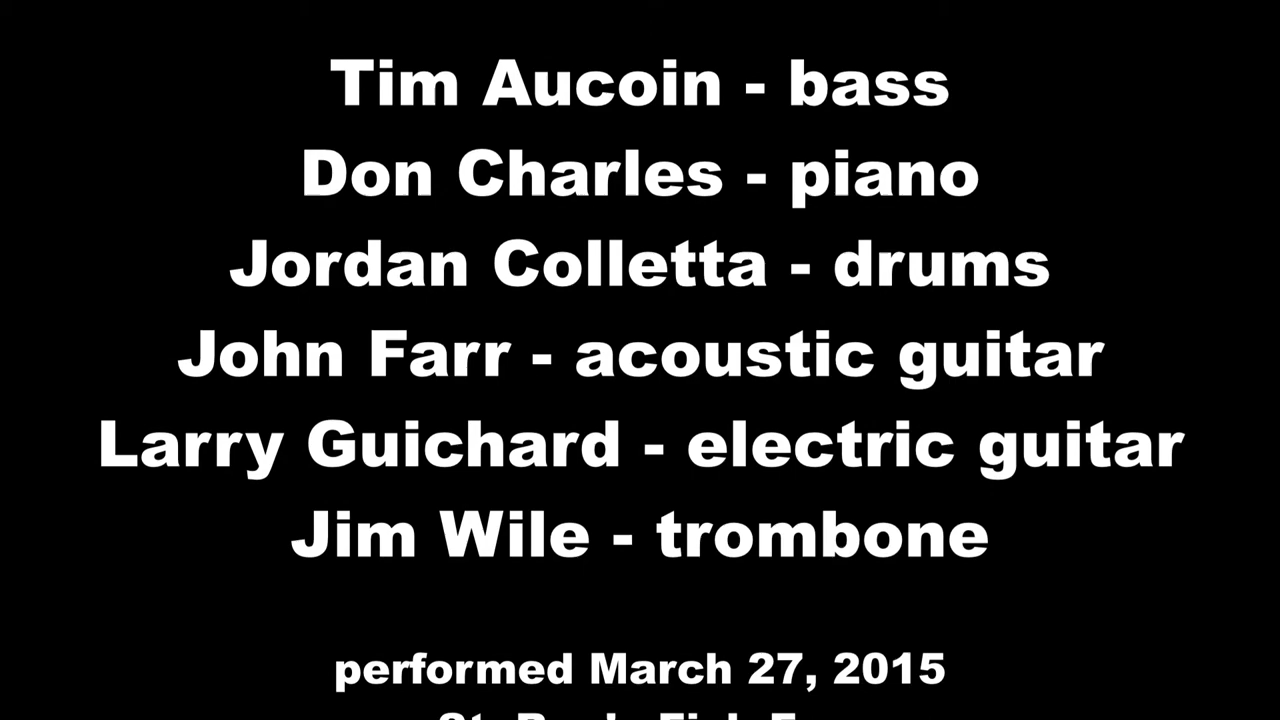 Tim Aucoin - bass
Don Charles - piano
Jordan Colletta - drums
John Farr - acoustic guitar
Larry Guichard - electric guitar
Jim Wile - trombone
performed March 27, 2015